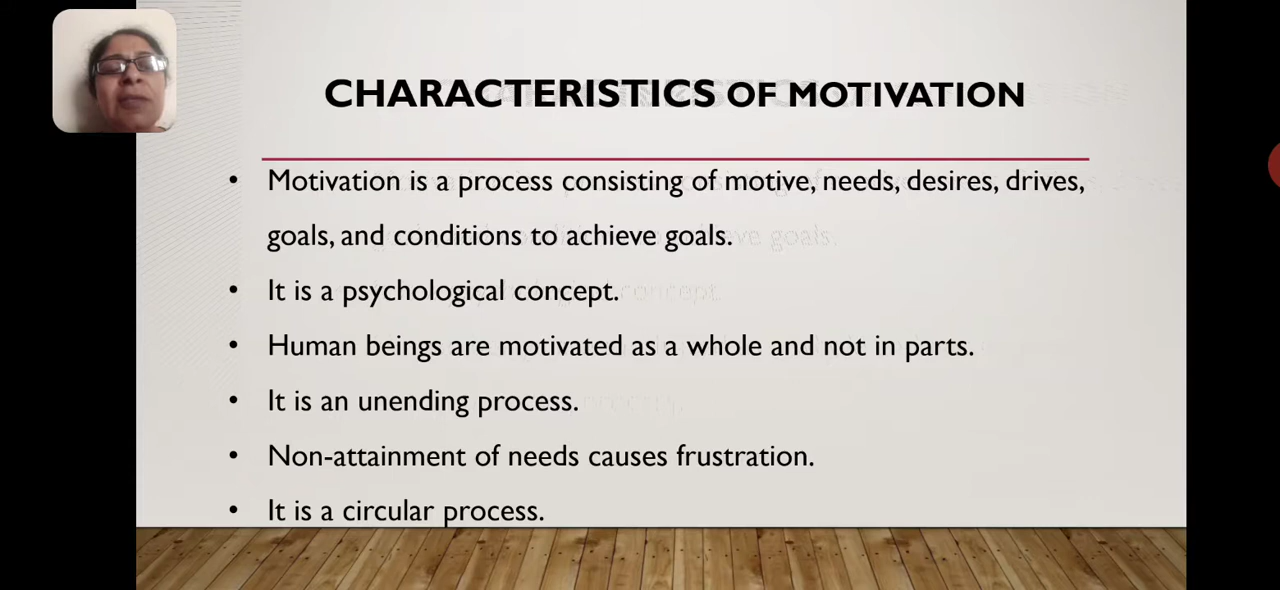 CHARACTERISTICS OF MOTIVATION
• Motivation is a process consisting of motive, needs, desires, drives,
goals, and conditions to achieve goals.
• It is a psychological concept.
• Human beings are motivated as a whole and not in parts.
• It is an unending process.
• Non-attainment of needs causes frustration.
• It is a circular process.